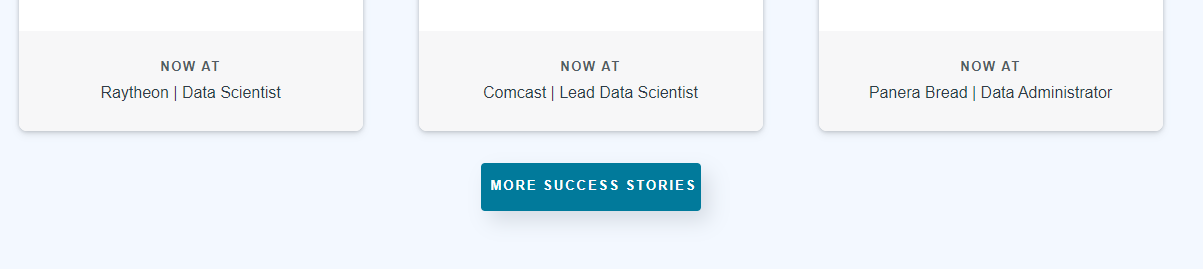 NOW AT
Raytheon | Data Scientist
NOW AT
Comcast | Lead Data Scientist
NOW AT
Panera Bread | Data Administrator
MORE SUCCESS STORIES